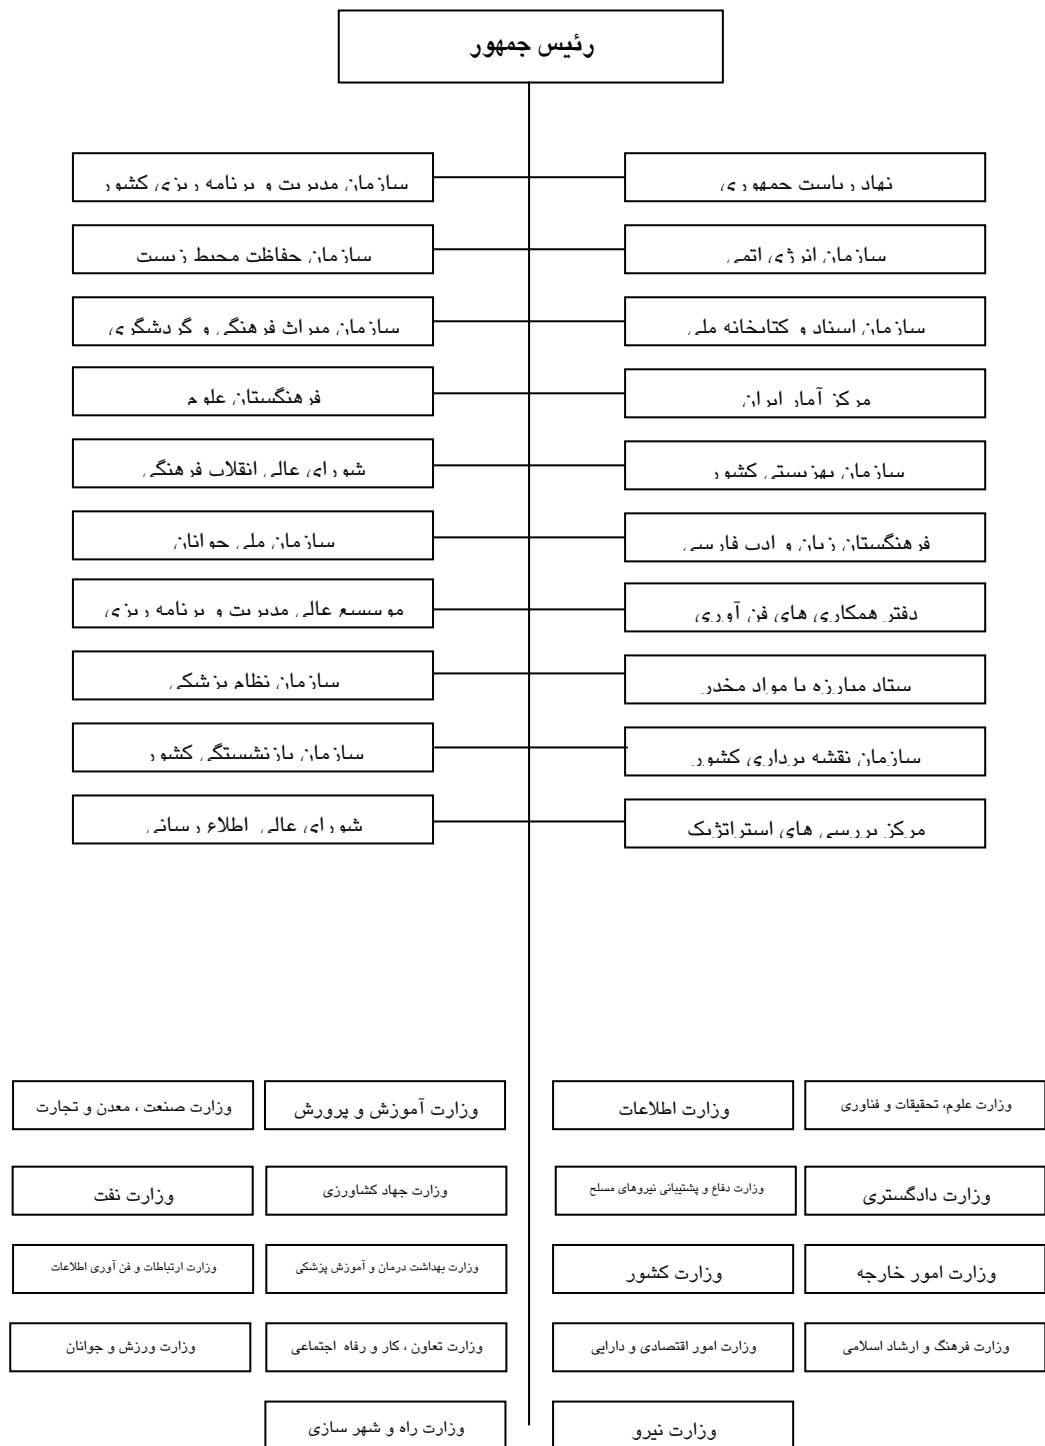 رئیس جمهور
نهاد ریاست جمهوری
سازمان مدیریت و برنامه ریزی کشور
سازمان انرژی اتمی
سازمان حفاظت محیط زیست
سازمان اسناد و کتابخانه ملی
سازمان میراث فرهنگی و گردشگری
مرکز آمار ایران
فرهنگستان علوم
سازمان بهزیستی کشور
شورای عالی انقلاب فرهنگی
فرهنگستان زبان و ادب فارسی
سازمان ملی جوانان
دفتر همکاری های فن آوری
موسسع عالی مدیریت و برنامه ریزی
ستاد مبارزه با مواد مخدر
سازمان نظام پزشکی
سازمان نقشه برداری کشور
سازمان بازنشستگی کشور
مرکز بررسی های استراتژیک
شورای عالی اطلاع رسانی
وزارت علوم، تحقیقات و فناوری
وزارت اطلاعات
وزارت آموزش و پرورش
وزارت صنعت ، معدن و تجارت
وزارت دادگستری
وزارت دفاع و پشتیبانی نیروهای مسلح
وزارت جهاد کشاورزی
وزارت نفت
وزارت امور خارجه
وزارت کشور
وزارت بهداشت درمان و آموزش پزشکی
وزارت ارتباطات و فن آوری اطلاعات
وزارت فرهنگ و ارشاد اسلامی
وزارت امور اقتصادی و دارایی
وزارت تعاون ، کار و رفاه اجتماعی
وزارت ورزش و جوانان
وزارت نیرو
وزارت راه و شهر سازی